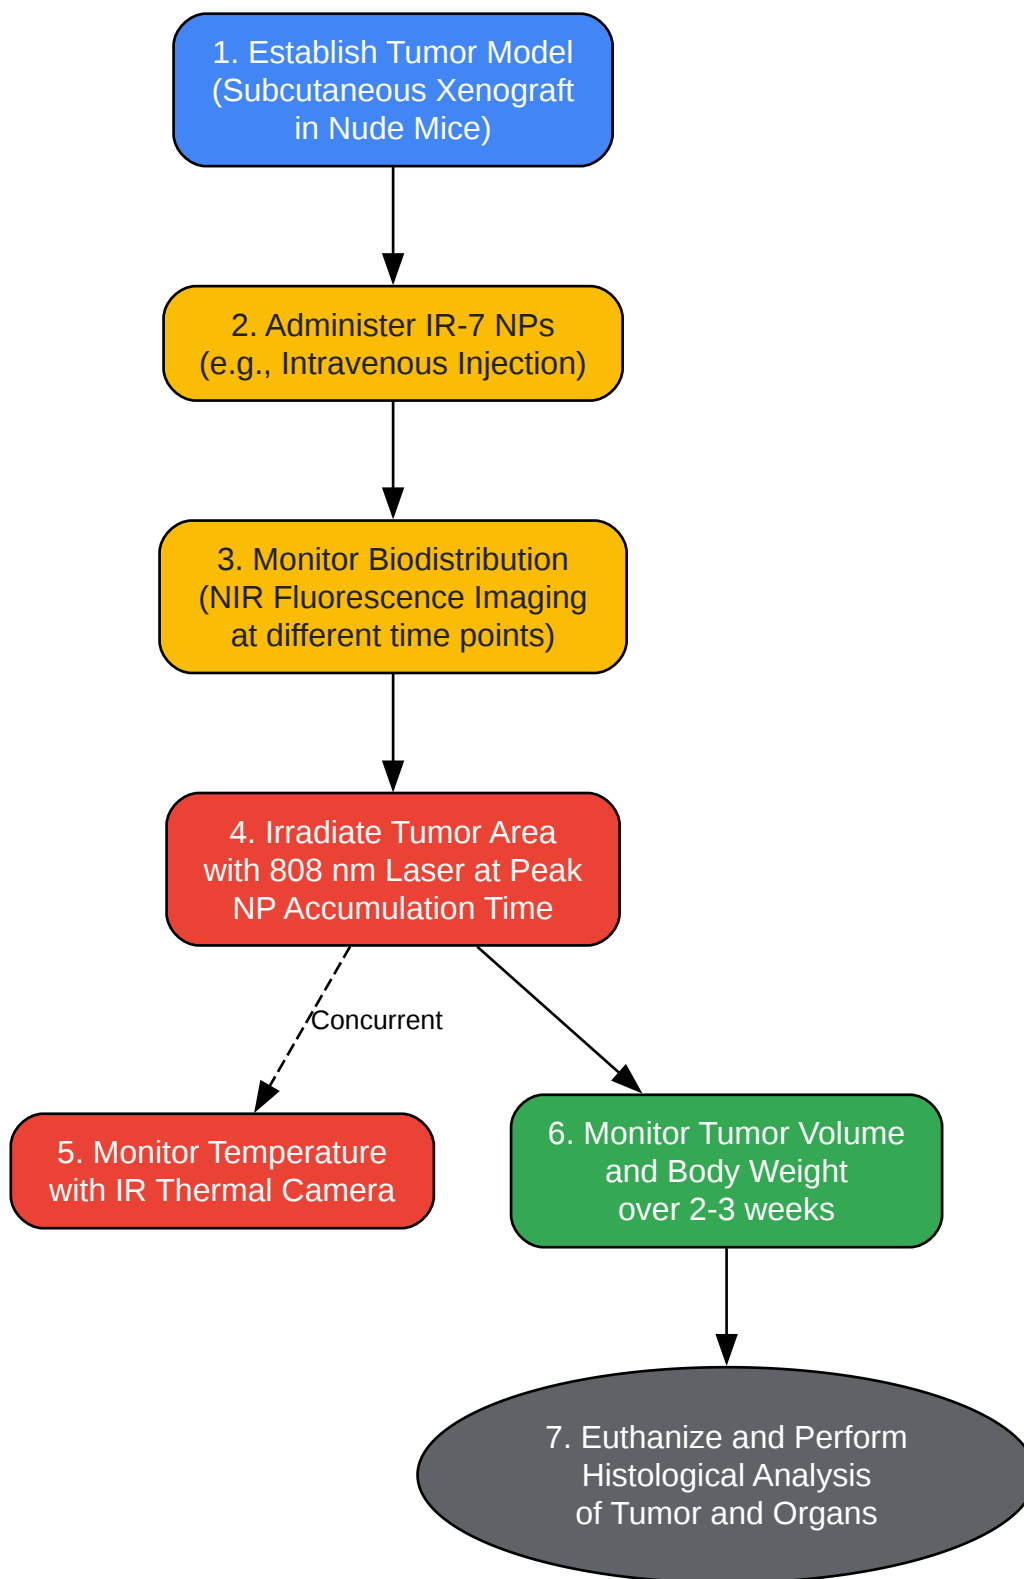 1. Establish Tumor Model
(Subcutaneous Xenograft
in Nude Mice)
2. Administer IR-7 NPs
(e.g., Intravenous Injection)
3. Monitor Biodistribution
(NIR Fluorescence Imaging
at different time points)
4. Irradiate Tumor Area
with 808 nm Laser at Peak
NP Accumulation Time
Concurrent
5. Monitor Temperature
with IR Thermal Camera
6. Monitor Tumor Volume
and Body Weight
over 2-3 weeks
7. Euthanize and Perform
Histological Analysis
of Tumor and Organs